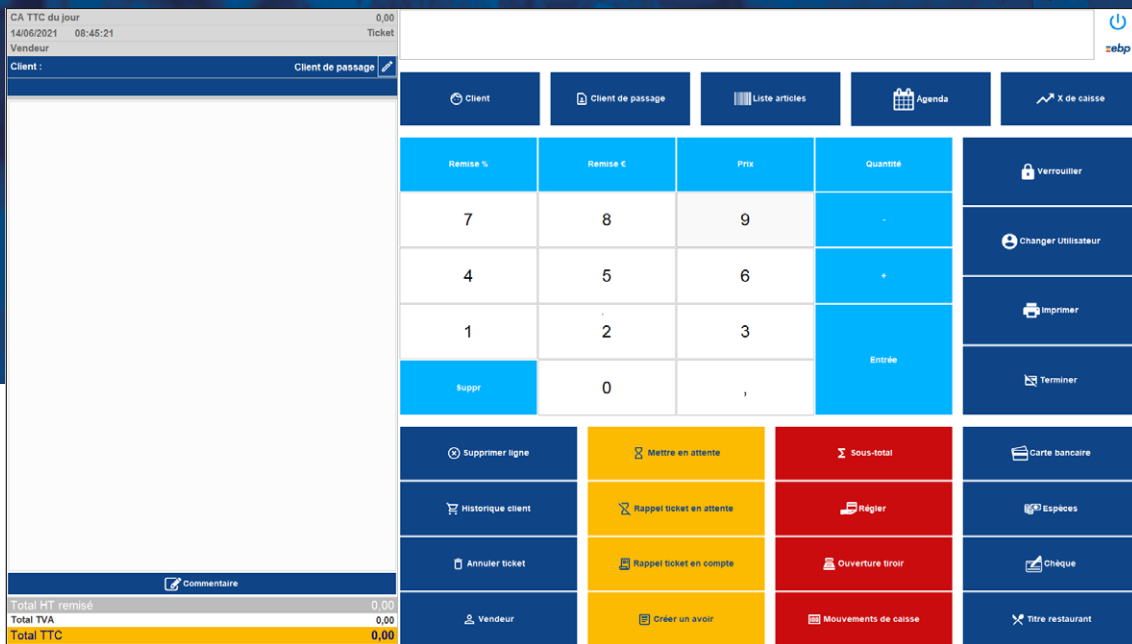 CA TTC du jour 0,00
14/06/2021 08:45:21 Ticket
Vendeur
Client : Client de passage
ebp
Client Client de passage Liste articles Agenda X de caisse
Remise % Remise € Prix Quantité
7 8 9 -
4 5 6 +
1 2 3
Entrée
Suppr 0 ,
Verrouiller
Changer Utilisateur
Imprimer
Terminer
Supprimer ligne Mettre en attente Sous-total Carte bancaire
Historique client Rappel ticket en attente Régler Espèces
Annuler ticket Rappel ticket en compte Ouverture tiroir Chèque
Vendeur Créer un avoir Mouvements de caisse Titre restaurant
Commentaire
Total HT remisé 0,00
Total TVA 0,00
Total TTC 0,00